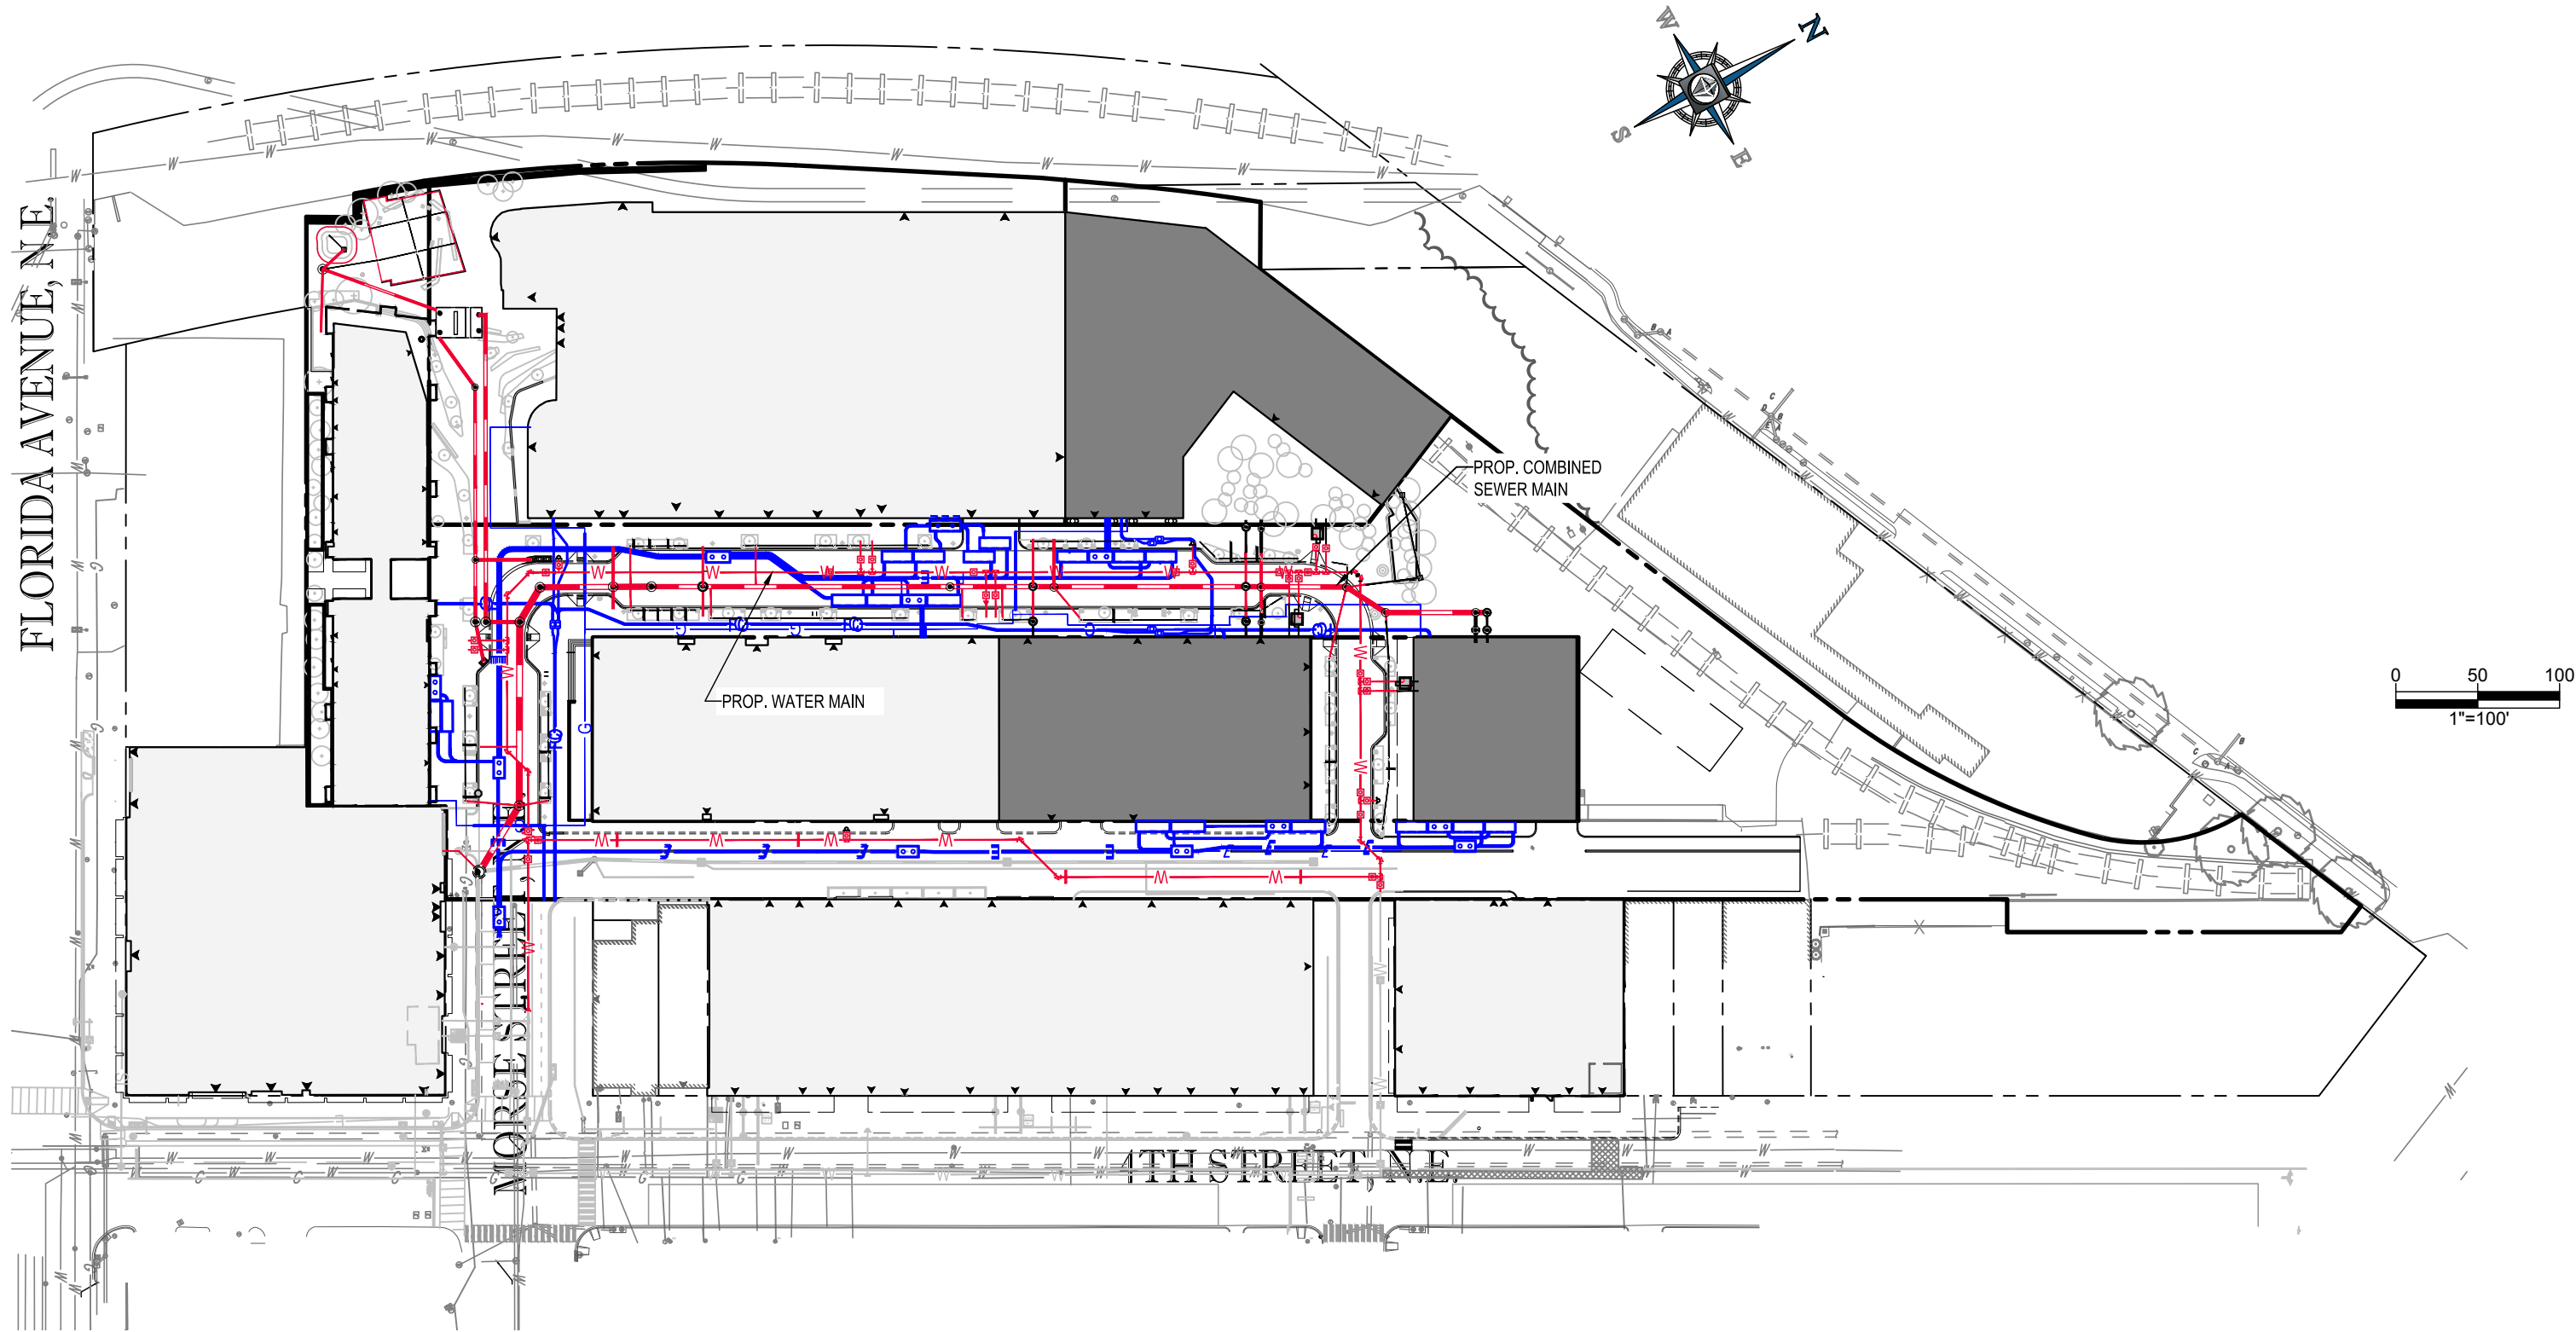 W
N
S
E
FLORIDA AVENUE, N.E.
PROP. COMBINED
SEWER MAIN
PROP. WATER MAIN
0 50 100
1"=100'
MORSE STREET,
4TH STREET, N.E.